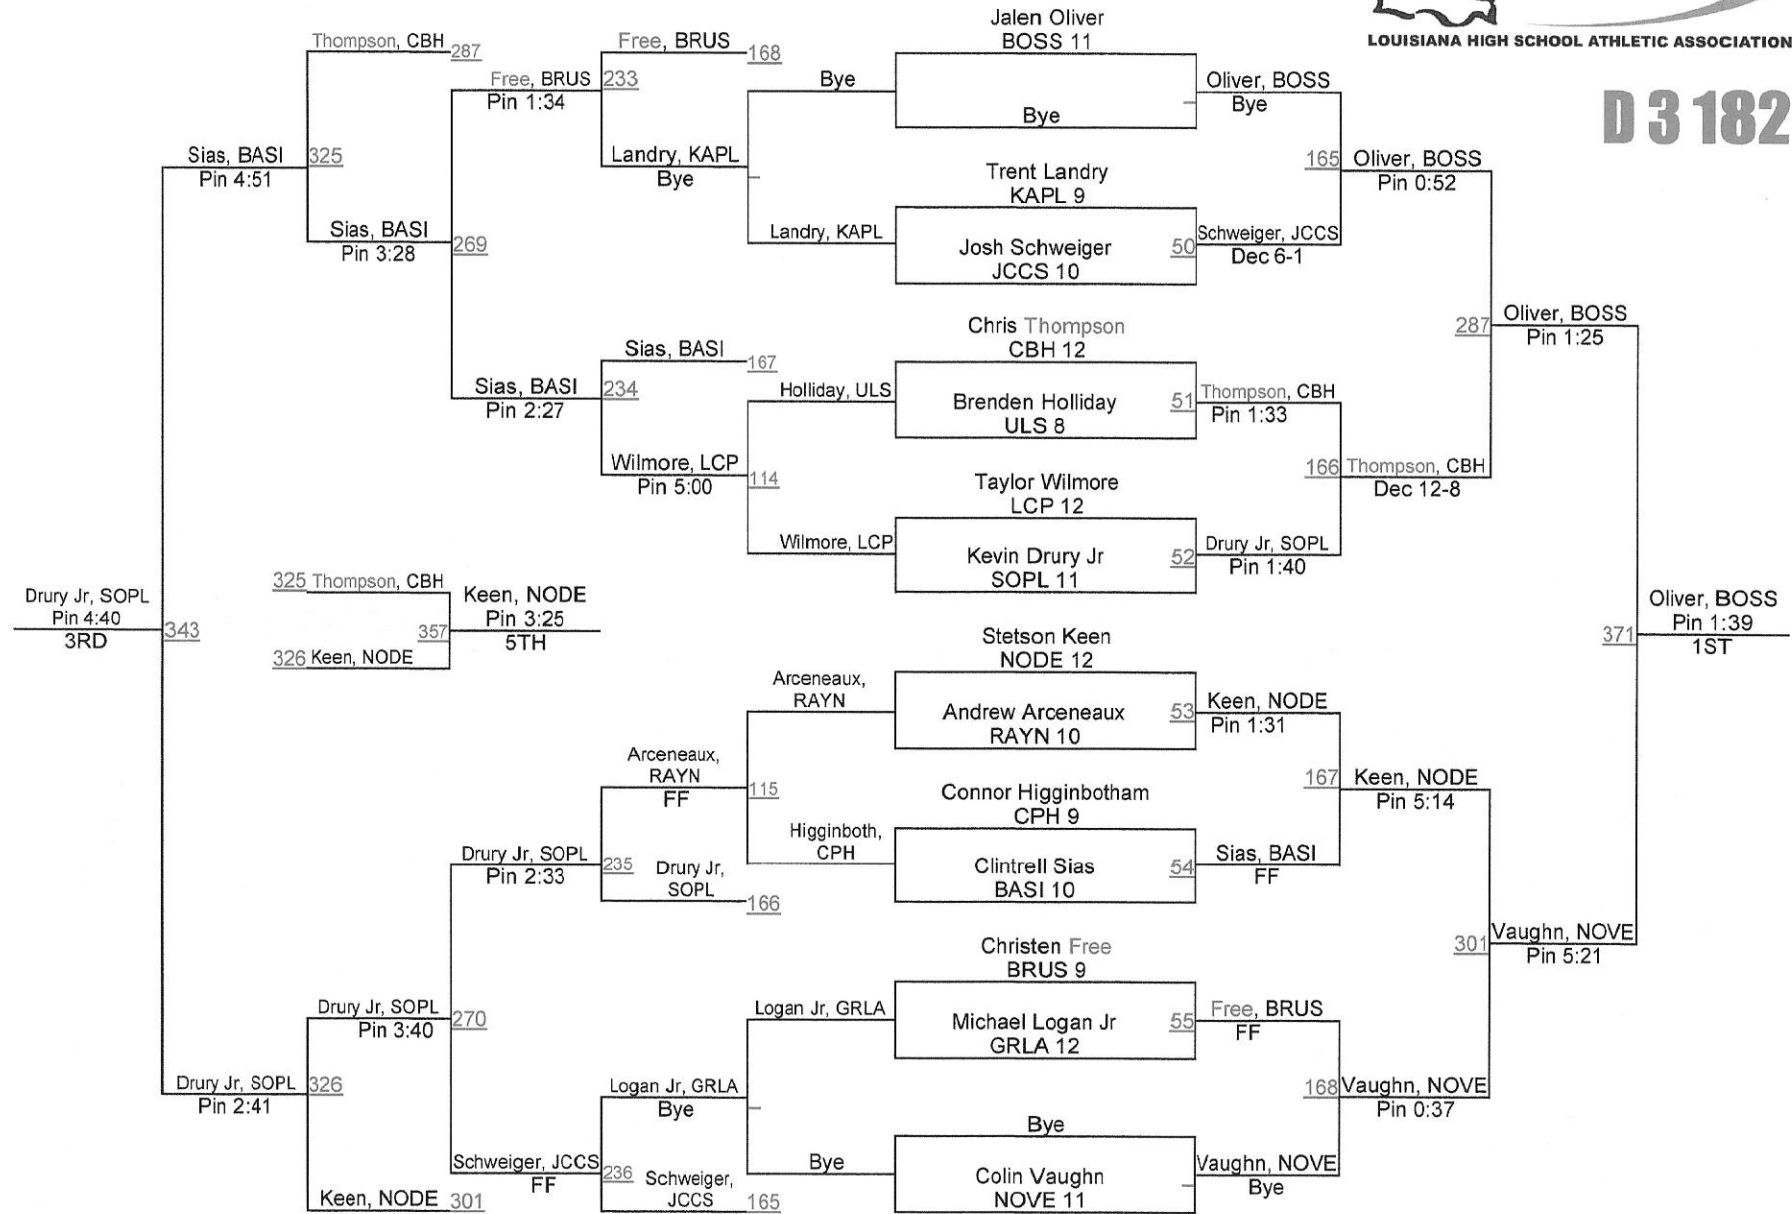 LOUISIANA HIGH SCHOOL ATHLETIC ASSOCIATION
D 3 182
Thompson, CBH 287
Free, BRUS
Pin 1:34
Sias, BASI 325
Pin 4:51
Sias, BASI
Pin 3:28
269
Free, BRUS 168
233
Landry, KAPL
Bye
Bye
Landry, KAPL
Sias, BASI 167
Sias, BASI 234
Pin 2:27
Wilmore, LCP
Pin 5:00
114
Holliday, ULS
Wilmore, LCP
Drury Jr, SOPL
Pin 4:40
3RD
343
325 Thompson, CBH
326 Keen, NODE
357
Keen, NODE
Pin 3:25
5TH
Arceneaux,
RAYN
Arceneaux,
RAYN
FF
115
Higginboth,
CPH
Drury Jr, SOPL
Pin 2:33
235
Drury Jr,
SOPL
166
Drury Jr, SOPL
Pin 3:40
270
Drury Jr, SOPL
Pin 2:41
326
Logan Jr, GRLA
Logan Jr, GRLA
Bye
Bye
Schweiger, JCCS
FF
236
Schweiger,
JCCS
165
Keen, NODE 301
Jalen Oliver
BOSS 11
Bye
Trent Landry
KAPL 9
Josh Schweiger
JCCS 10
50
Chris Thompson
CBH 12
Brenden Holliday
ULS 8
51
Taylor Wilmore
LCP 12
Kevin Drury Jr
SOPL 11
52
Stetson Keen
NODE 12
Andrew Arceneaux
RAYN 10
53
Connor Higginbotham
CPH 9
Clintrell Sias
BASI 10
54
Christen Free
BRUS 9
Michael Logan Jr
GRLA 12
55
Bye
Colin Vaughn
NOVE 11
Oliver, BOSS
Bye
Schweiger, JCCS
Dec 6-1
165
Oliver, BOSS
Pin 0:52
Thompson, CBH
Pin 1:33
Drury Jr, SOPL
Pin 1:40
166
Thompson, CBH
Dec 12-8
287
Oliver, BOSS
Pin 1:25
Keen, NODE
Pin 1:31
Sias, BASI
FF
167
Keen, NODE
Pin 5:14
Free, BRUS
FF
Vaughn, NOVE
Bye
168
Vaughn, NOVE
Pin 0:37
301
Vaughn, NOVE
Pin 5:21
371
Oliver, BOSS
Pin 1:39
1ST